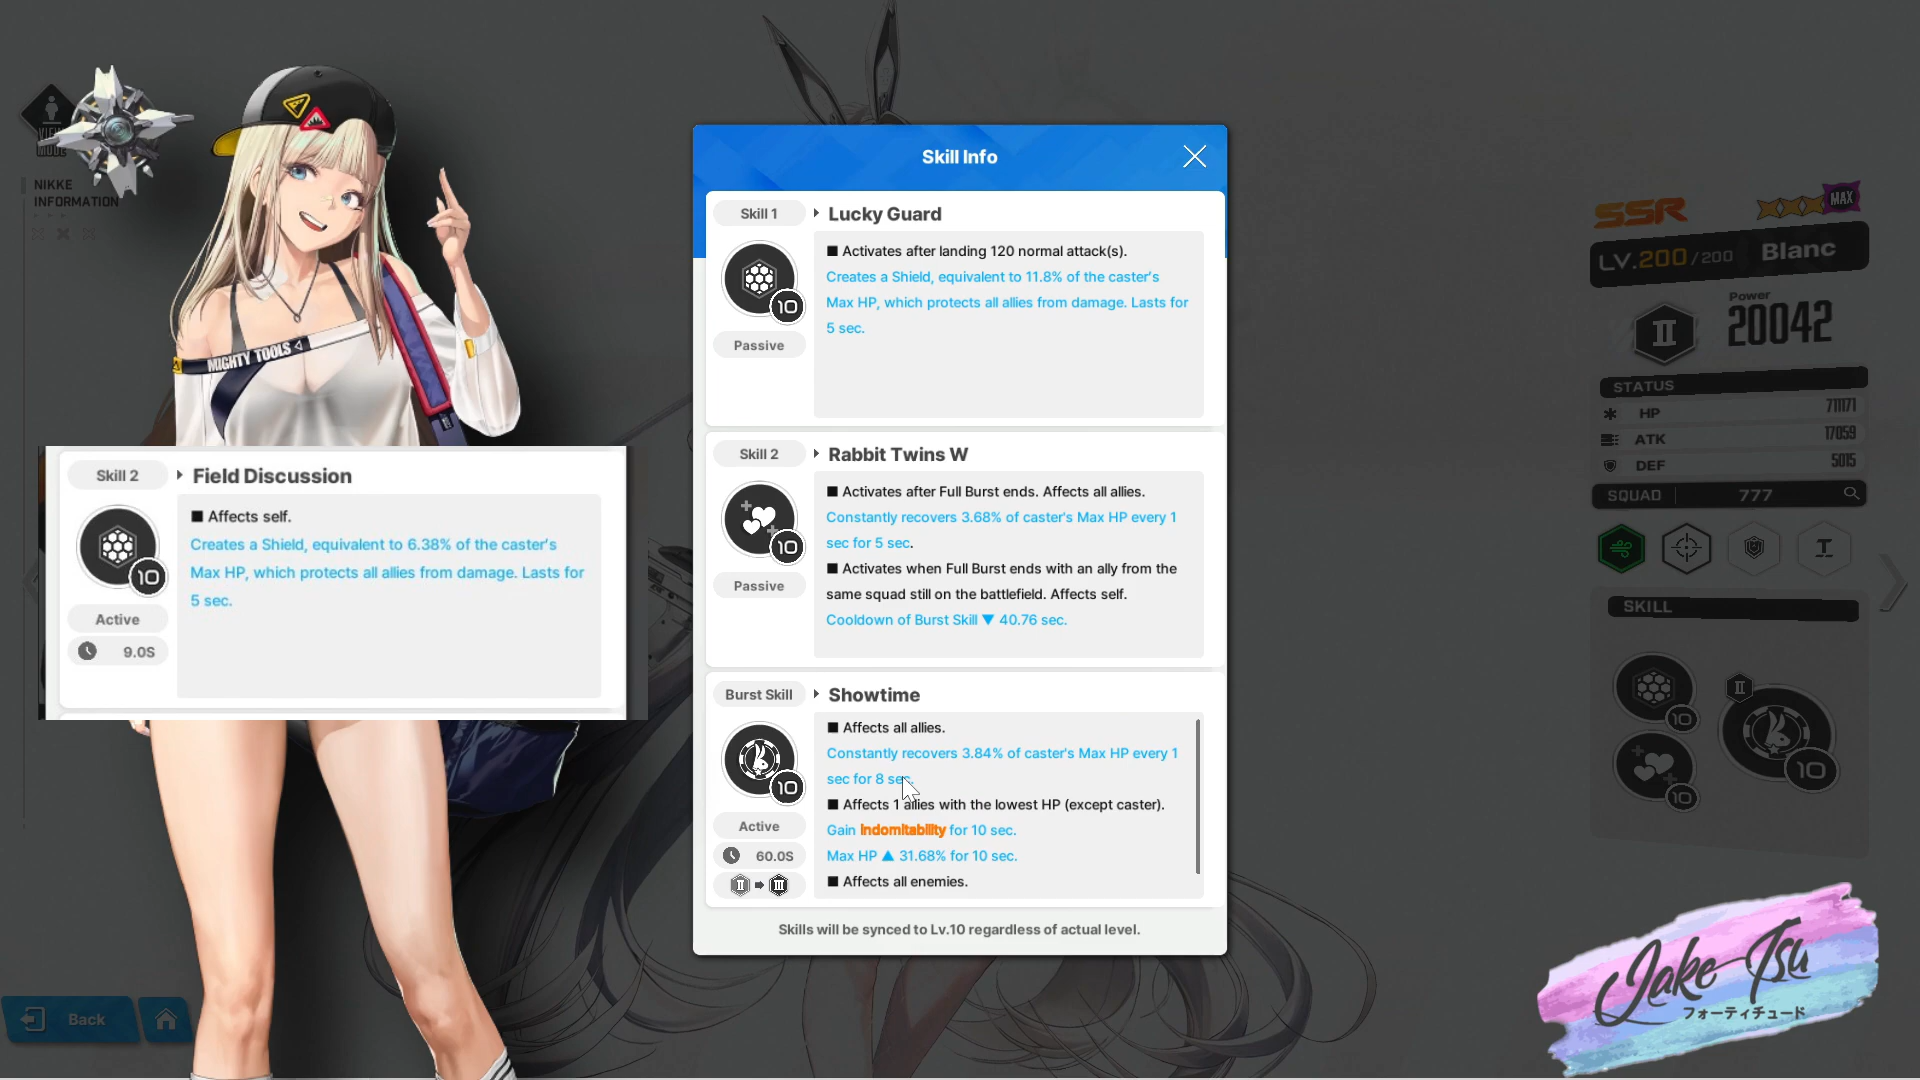 VIEW
MODE
NIKKE
INFORMATION
MIGHTY TOOLS
Skill 2
Field Discussion
■ Affects self.
Creates a Shield, equivalent to 6.38% of the caster's
Max HP, which protects all allies from damage. Lasts for
5 sec.
10
Active
9.0S
Back
Skill Info
Skill 1
Lucky Guard
■ Activates after landing 120 normal attack(s).
Creates a Shield, equivalent to 11.8% of the caster's
Max HP, which protects all allies from damage. Lasts for
5 sec.
10
Passive
Skill 2
Rabbit Twins W
■ Activates after Full Burst ends. Affects all allies.
Constantly recovers 3.68% of caster's Max HP every 1
sec for 5 sec.
■ Activates when Full Burst ends with an ally from the
same squad still on the battlefield. Affects self.
Cooldown of Burst Skill ▼ 40.76 sec.
10
Passive
Burst Skill
Showtime
■ Affects all allies.
Constantly recovers 3.84% of caster's Max HP every 1
sec for 8 sec.
■ Affects 1 allies with the lowest HP (except caster).
Gain Indomitability for 10 sec.
Max HP ▲ 31.68% for 10 sec.
■ Affects all enemies.
10
Active
60.0S
II III
Skills will be synced to Lv.10 regardless of actual level.
SSR
MAX
LV.200/200 Blanc
Power
II 20042
STATUS
HP 711171
ATK 17059
DEF 5015
SQUAD 777
SKILL
10
II
10
10
Jake Tsu
フォーティチュード